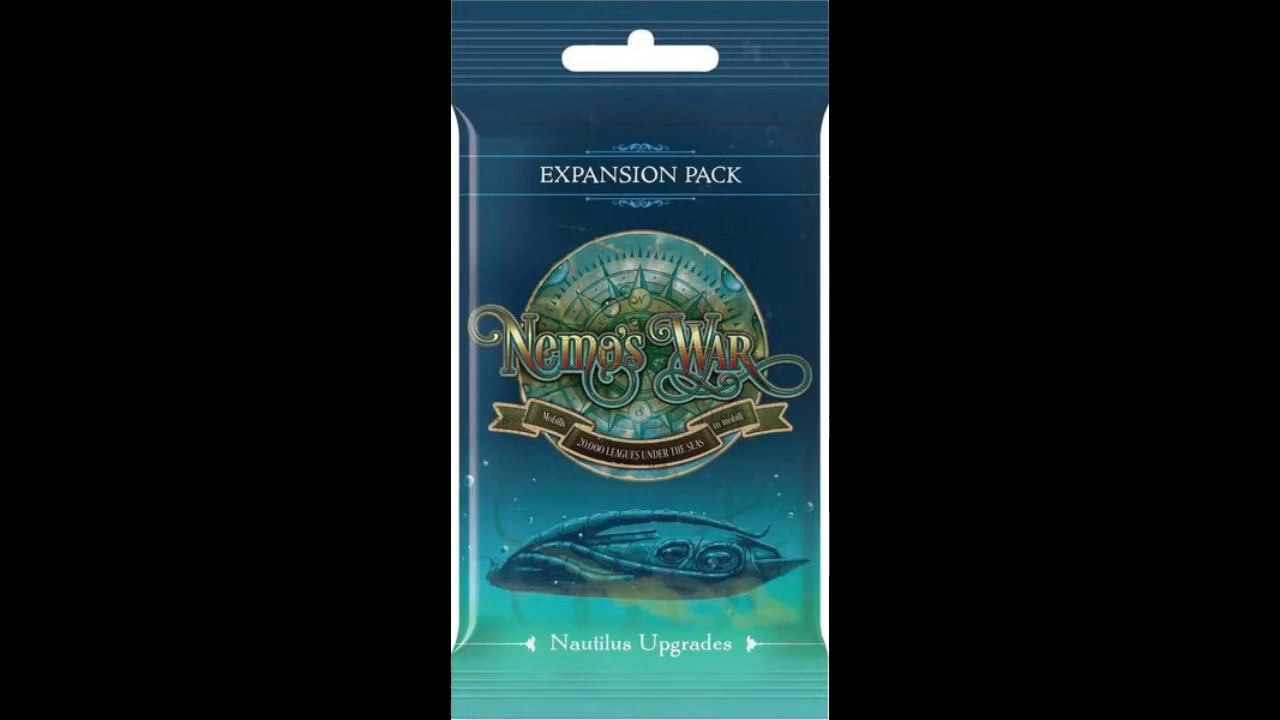 EXPANSION PACK
N
NEMO'S WAR
S
Mobilis in mobili
20,000 LEAGUES UNDER THE SEAS
Nautilus Upgrades